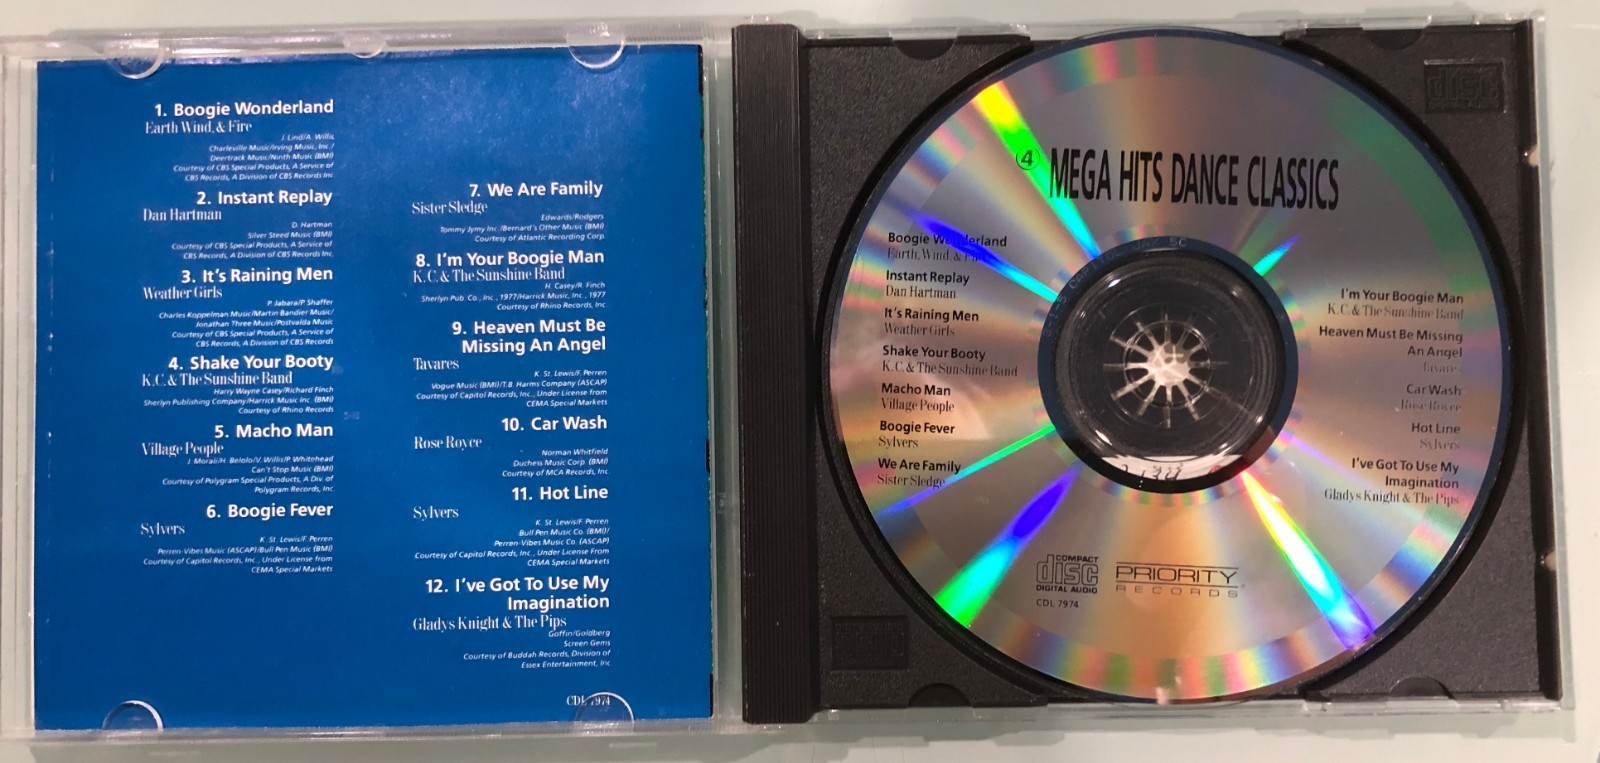 1. Boogie Wonderland
Earth Wind, & Fire
J. Lind/A. Willis
Charleville Music/Irving Music, Inc./
Deertrack Music/Ninth Music (BMI)
Courtesy of CBS Special Products, A Service of
CBS Records, A Division of CBS Records Inc.
2. Instant Replay
Dan Hartman
D. Hartman
Silver Steed Music (BMI)
Courtesy of CBS Special Products, A Service of
CBS Records, A Division of CBS Records, Inc.
3. It's Raining Men
Weather Girls
P. Jabara/P. Shaffer
Charles Koppelman Music/Martin Bandier Music/
Jonathan Three Music/Postvalda Music
Courtesy of CBS Special Products, A Service of
CBS Records, A Division of CBS Records
4. Shake Your Booty
K.C. & The Sunshine Band
Harry Wayne Casey/Richard Finch
Sherlyn Publishing Company/Harrick Music Inc. (BMI)
Courtesy of Rhino Records
5. Macho Man
Village People
J. Morali/H. Belolo/V. Willis/P. Whitehead
Can't Stop Music (BMI)
Courtesy of Polygram Special Products, A Div. of
Polygram Records, Inc.
6. Boogie Fever
Sylvers
K. St. Lewis/F. Perren
Perren-Vibes Music (ASCAP)/Bull Pen Music (BMI)
Courtesy of Capitol Records, Inc., Under License from
CEMA Special Markets
7. We Are Family
Sister Sledge
Edwards/Rodgers
Tommy Jymy Inc./Bernard's Other Music (BMI)
Courtesy of Atlantic Recording Corp.
8. I'm Your Boogie Man
K.C. & The Sunshine Band
H. Casey/R. Finch
Sherlyn Pub. Co., Inc., 1977/Harrick Music, Inc., 1977
Courtesy of Rhino Records, Inc
9. Heaven Must Be
Missing An Angel
Tavares
K. St. Lewis/F. Perren
Vogue Music (BMI)/T.B. Harms Company (ASCAP)
Courtesy of Capitol Records, Inc., Under License from
CEMA Special Markets
10. Car Wash
Rose Royce
Norman Whitfield
Duchess Music Corp. (BMI)
Courtesy of MCA Records, Inc.
11. Hot Line
Sylvers
K. St. Lewis/F. Perren
Bull Pen Music Co. (BMI)/
Perren-Vibes Music Co. (ASCAP)
Courtesy of Capitol Records, Inc., Under License From
CEMA Special Markets
12. I've Got To Use My
Imagination
Gladys Knight & The Pips
Goffin/Goldberg
Screen Gems
Courtesy of Buddah Records, Division of
Essex Entertainment, Inc.
CDL 7974
4 MEGA HITS DANCE CLASSICS
Boogie Wonderland
Earth, Wind, & Fire
Instant Replay
Dan Hartman
It's Raining Men
Weather Girls
Shake Your Booty
K.C. & The Sunshine Band
Macho Man
Village People
Boogie Fever
Sylvers
We Are Family
Sister Sledge
I'm Your Boogie Man
K.C. & The Sunshine Band
Heaven Must Be Missing
An Angel
Tavares
Car Wash
Rose Royce
Hot Line
Sylvers
I've Got To Use My
Imagination
Gladys Knight & The Pips
COMPACT
disc
DIGITAL AUDIO
PRIORITY
RECORDS
CDL 7974
disc